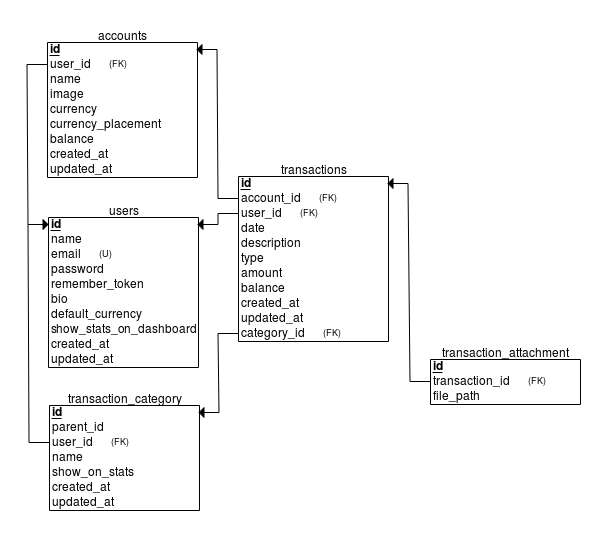 accounts
id
user_id (FK)
name
image
currency
currency_placement
balance
created_at
updated_at
users
id
name
email (U)
password
remember_token
bio
default_currency
show_stats_on_dashboard
created_at
updated_at
transaction_category
id
parent_id
user_id (FK)
name
show_on_stats
created_at
updated_at
transactions
id
account_id (FK)
user_id (FK)
date
description
type
amount
balance
created_at
updated_at
category_id (FK)
transaction_attachment
id
transaction_id (FK)
file_path